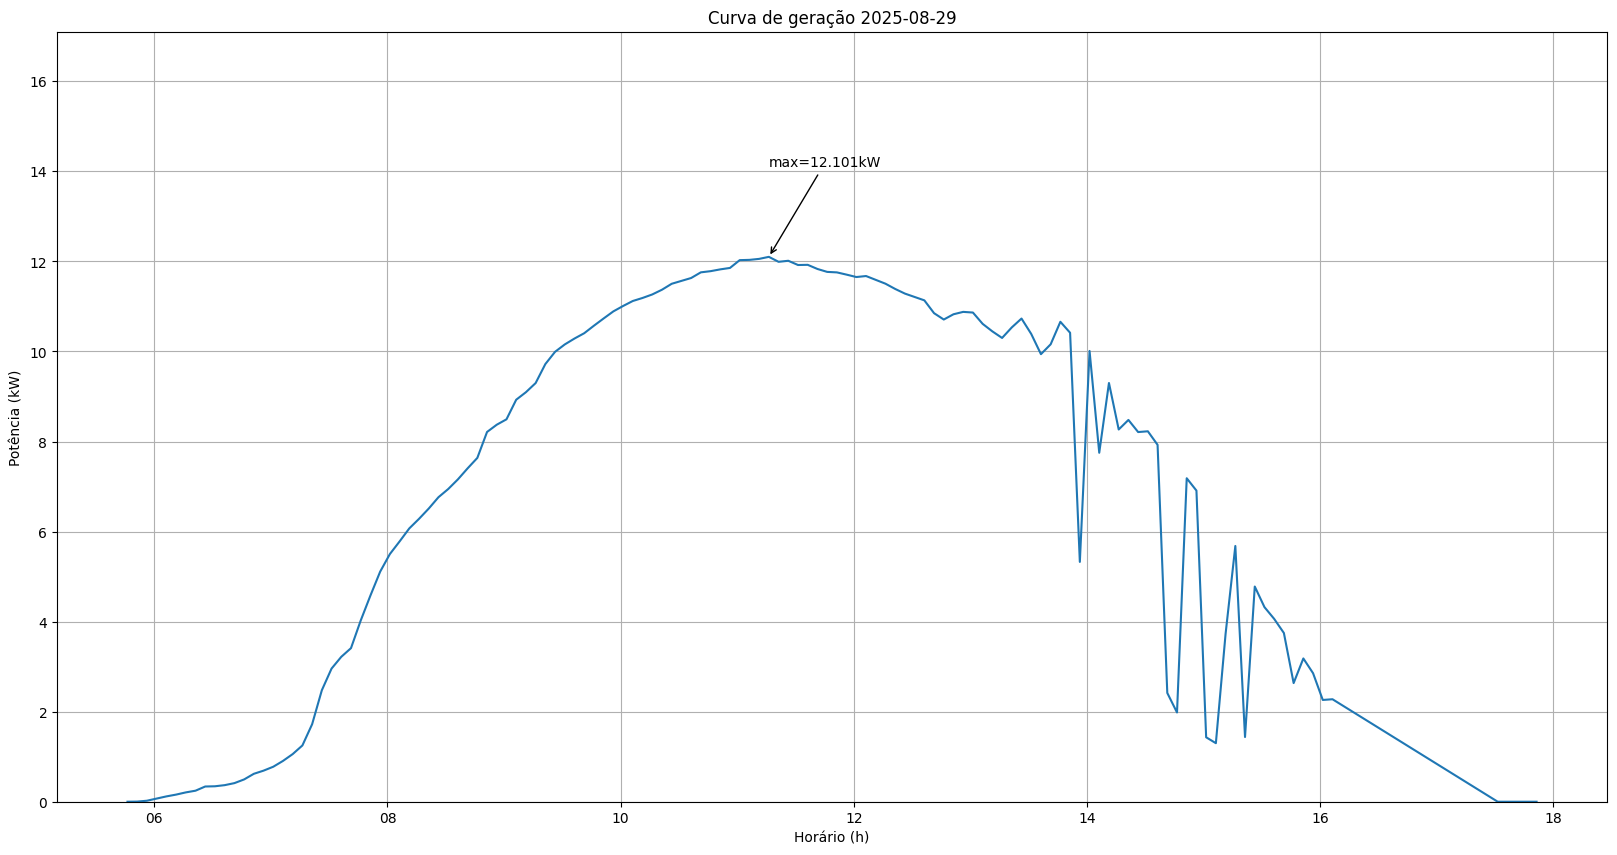 Curva de geração 2025-08-29
16
14
12
10
8
6
4
2
0
Potência (kW)
max=12.101kW
06 08 10 12 14 16 18
Horário (h)